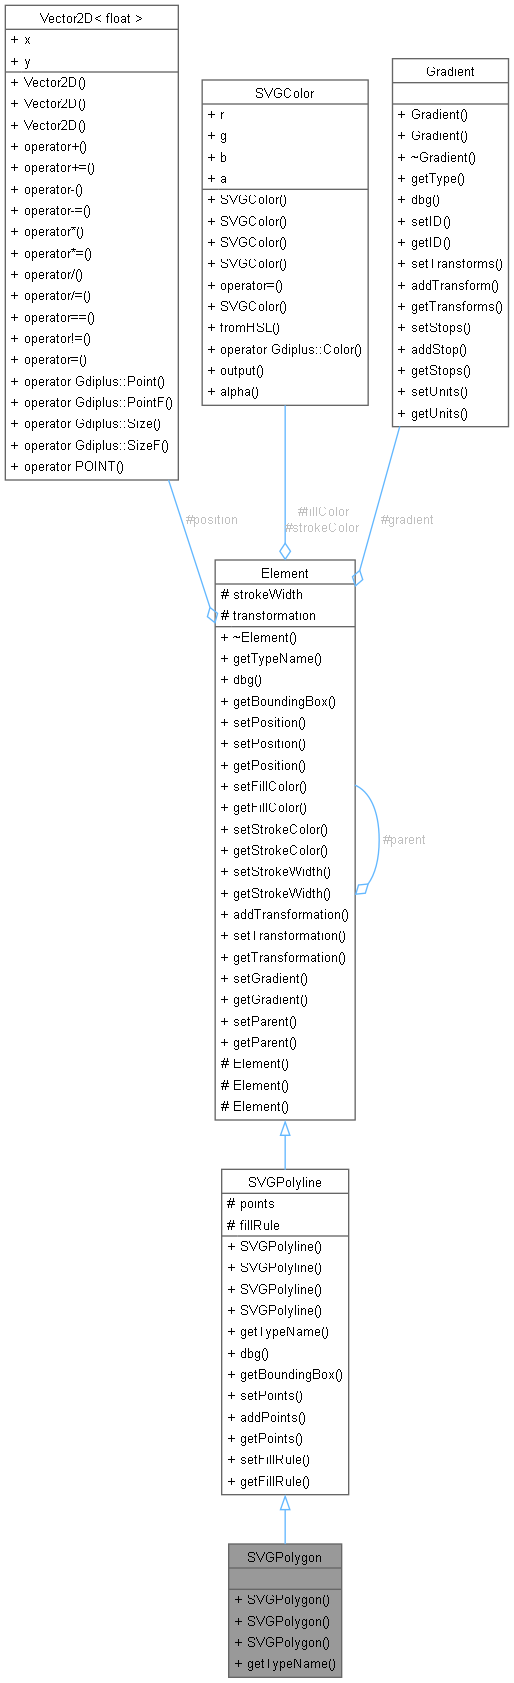 Vector2D< float >
+ x
+ y
+ Vector2D()
+ Vector2D()
+ Vector2D()
+ operator+()
+ operator+=()
+ operator-()
+ operator-=()
+ operator*()
+ operator*=()
+ operator/()
+ operator/=()
+ operator==()
+ operator!=()
+ operator=()
+ operator Gdiplus::Point()
+ operator Gdiplus::PointF()
+ operator Gdiplus::Size()
+ operator Gdiplus::SizeF()
+ operator POINT()
SVGColor
+ r
+ g
+ b
+ a
+ SVGColor()
+ SVGColor()
+ SVGColor()
+ SVGColor()
+ operator=()
+ SVGColor()
+ fromHSL()
+ operator Gdiplus::Color()
+ output()
+ alpha()
Gradient
+ Gradient()
+ Gradient()
+ ~Gradient()
+ getType()
+ dbg()
+ setID()
+ getID()
+ setTransforms()
+ addTransform()
+ getTransforms()
+ setStops()
+ addStop()
+ getStops()
+ setUnits()
+ getUnits()
#position
#fillColor
#strokeColor
#gradient
Element
# strokeWidth
# transformation
+ ~Element()
+ getTypeName()
+ dbg()
+ getBoundingBox()
+ setPosition()
+ setPosition()
+ getPosition()
+ setFillColor()
+ getFillColor()
+ setStrokeColor()
+ getStrokeColor()
+ setStrokeWidth()
+ getStrokeWidth()
+ addTransformation()
+ setTransformation()
+ getTransformation()
+ setGradient()
+ getGradient()
+ setParent()
+ getParent()
# Element()
# Element()
# Element()
#parent
SVGPolyline
# points
# fillRule
+ SVGPolyline()
+ SVGPolyline()
+ SVGPolyline()
+ SVGPolyline()
+ getTypeName()
+ dbg()
+ getBoundingBox()
+ setPoints()
+ addPoints()
+ getPoints()
+ setFillRule()
+ getFillRule()
SVGPolygon
+ SVGPolygon()
+ SVGPolygon()
+ SVGPolygon()
+ getTypeName()